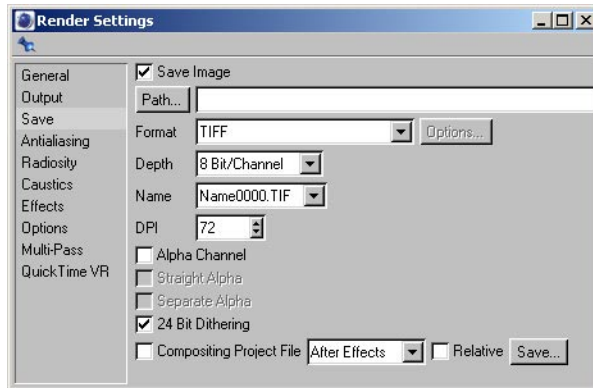 Render Settings
General
Output
Save
Antialiasing
Radiosity
Caustics
Effects
Options
Multi-Pass
QuickTime VR
Save Image
Path...
Format TIFF Options...
Depth 8 Bit/Channel
Name Name0000.TIF
DPI 72
Alpha Channel
Straight Alpha
Separate Alpha
24 Bit Dithering
Compositing Project File After Effects Relative Save...